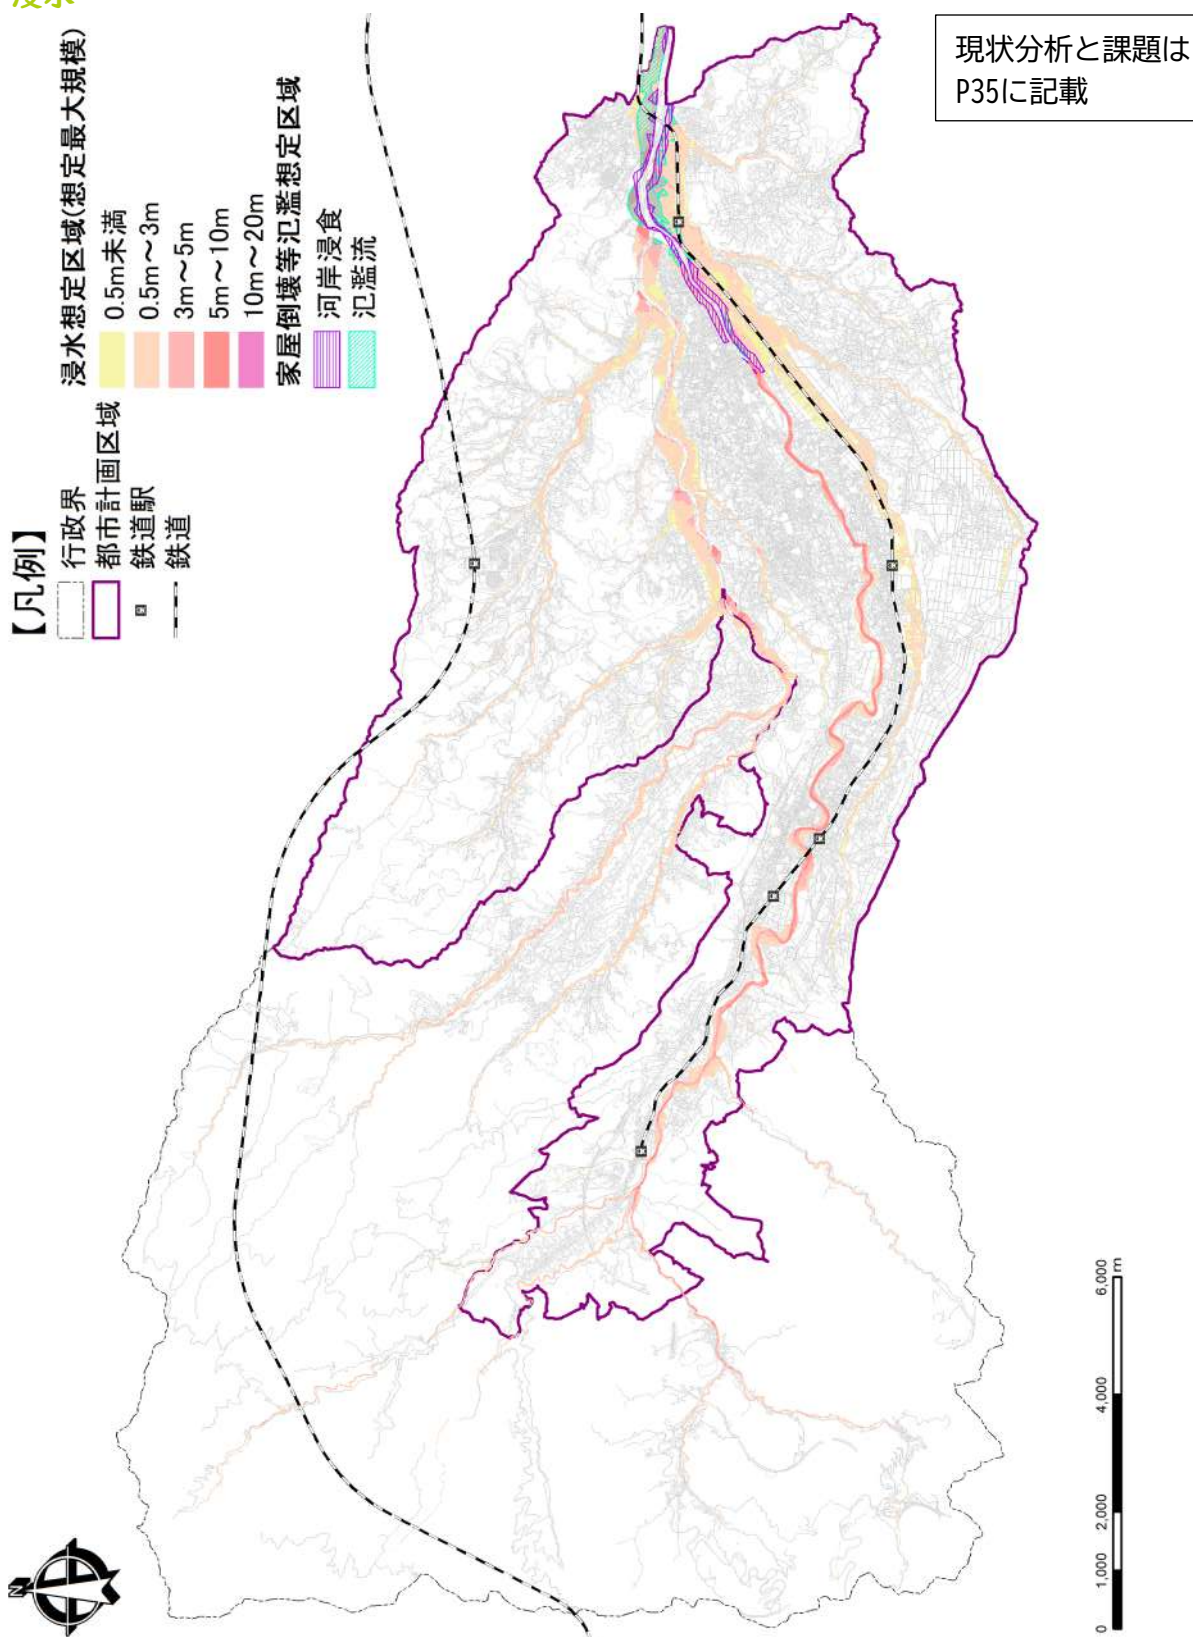 浸水
現状分析と課題は
P35に記載
【凡例】
行政界
都市計画区域
鉄道駅
鉄道
浸水想定区域(想定最大規模)
0.5m未満
0.5m～3m
3m～5m
5m～10m
10m～20m
家屋倒壊等氾濫想定区域
河岸浸食
氾濫流
N
0 1,000 2,000 4,000 6,000
m